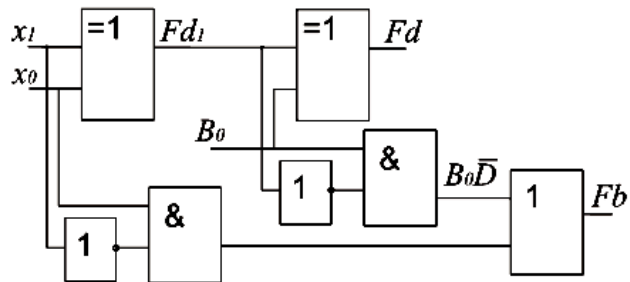 x₁ =1 Fd₁ =1 Fd
x₀
B₀ &
1 B₀D̅ 1 Fb
&
1